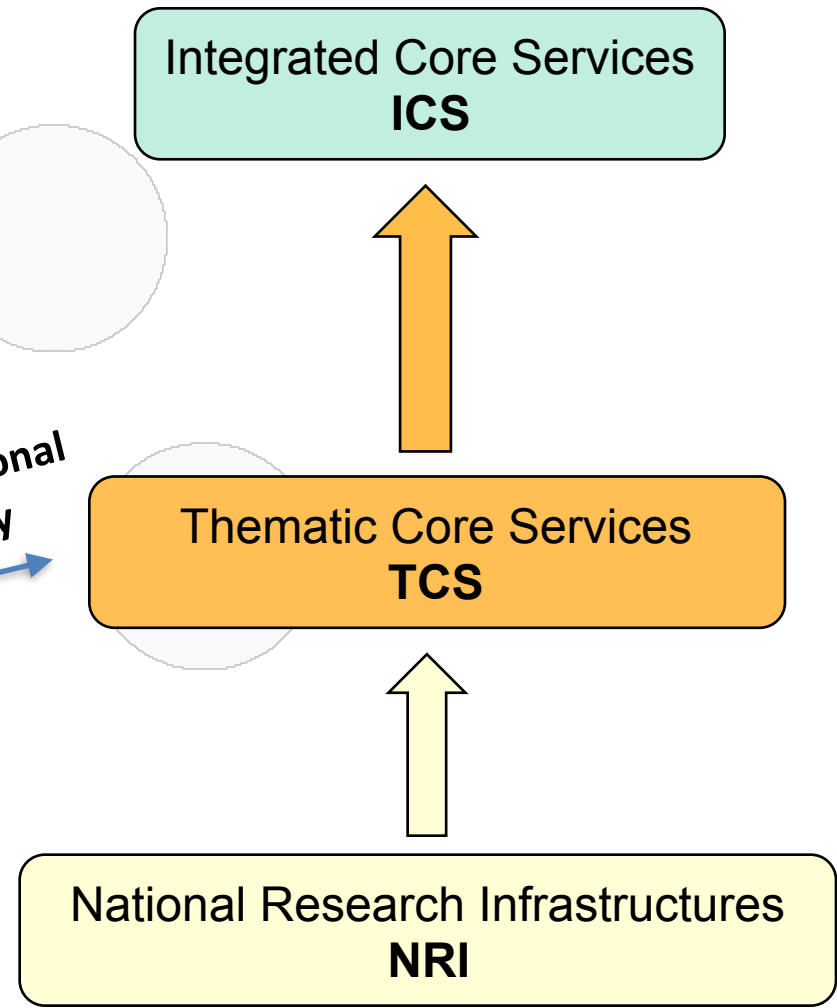 Integrated Core Services
ICS
Thematic Core Services
TCS
National Research Infrastructures
NRI